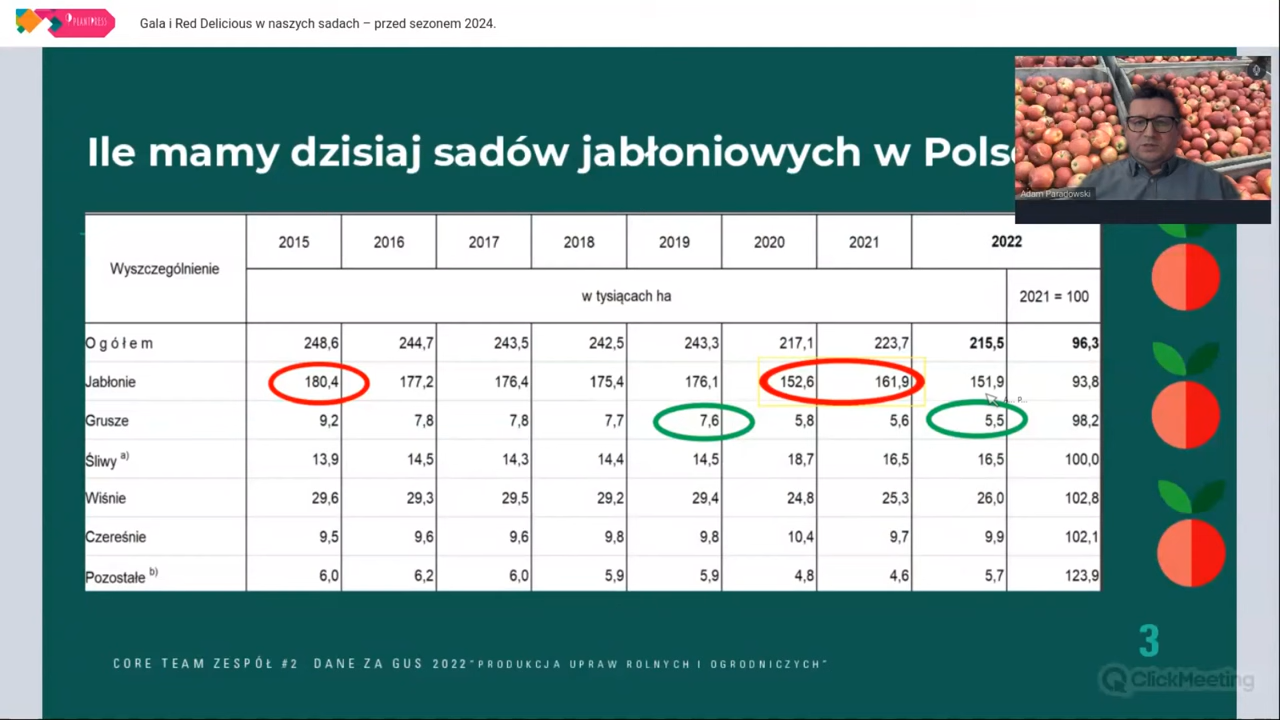 PLANTPRESS
Gala i Red Delicious w naszych sadach – przed sezonem 2024.
Ile mamy dzisiaj sadów jabłoniowych w
Adam Paradowski
Wyszczególnienie 2015 2016 2017 2018 2019 2020 2021 2022
w tysiącach ha 2021 = 100
Ogółem 248,6 244,7 243,5 242,5 243,3 217,1 223,7 215,5 96,3
Jabłonie 180,4 177,2 176,4 175,4 176,1 152,6 161,9 151,9 93,8
Grusze 9,2 7,8 7,8 7,7 7,6 5,8 5,6 5,5 98,2
Śliwy a) 13,9 14,5 14,3 14,4 14,5 18,7 16,5 16,5 100,0
Wiśnie 29,6 29,3 29,5 29,2 29,4 24,8 25,3 26,0 102,8
Czereśnie 9,5 9,6 9,6 9,8 9,8 10,4 9,7 9,9 102,1
Pozostałe b) 6,0 6,2 6,0 5,9 5,9 4,8 4,6 5,7 123,9
3
CORE TEAM ZESPÓŁ #2 DANE ZA GUS 2022"PRODUKCJA UPRAW ROLNYCH I OGRODNICZYCH"
ClickMeeting